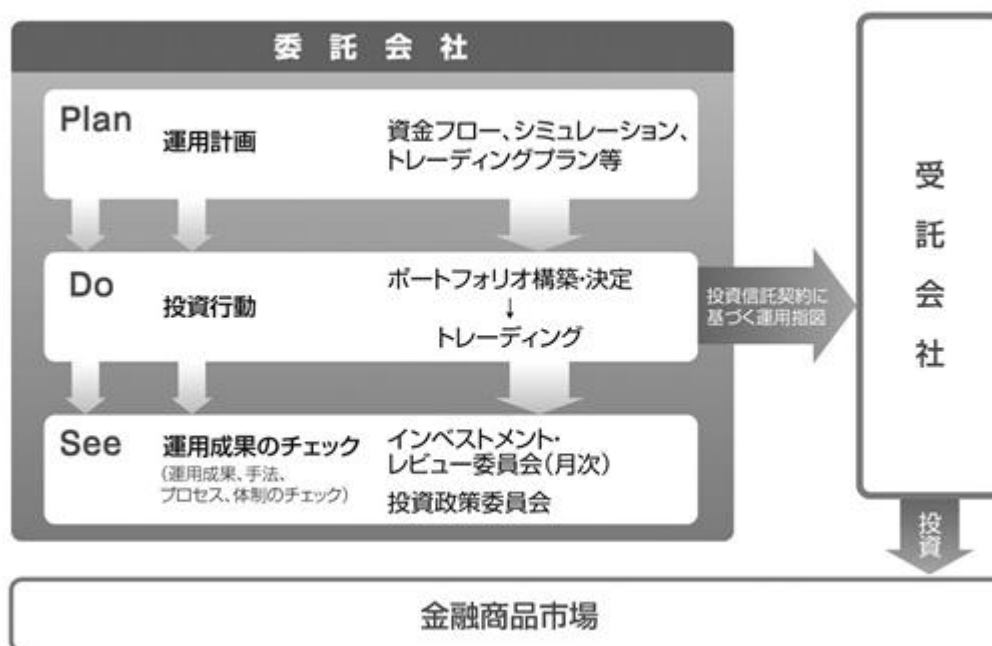 委託会社
Plan
運用計画
資金フロー、シミュレーション、
トレーディングプラン等
Do
投資行動
ポートフォリオ構築・決定
↓
トレーディング
See
運用成果のチェック
(運用成果、手法、
プロセス、体制のチェック)
インベストメント・
レビュー委員会(月次)
投資政策委員会
投資信託契約に
基づく運用指図
受託会社
投資
金融商品市場